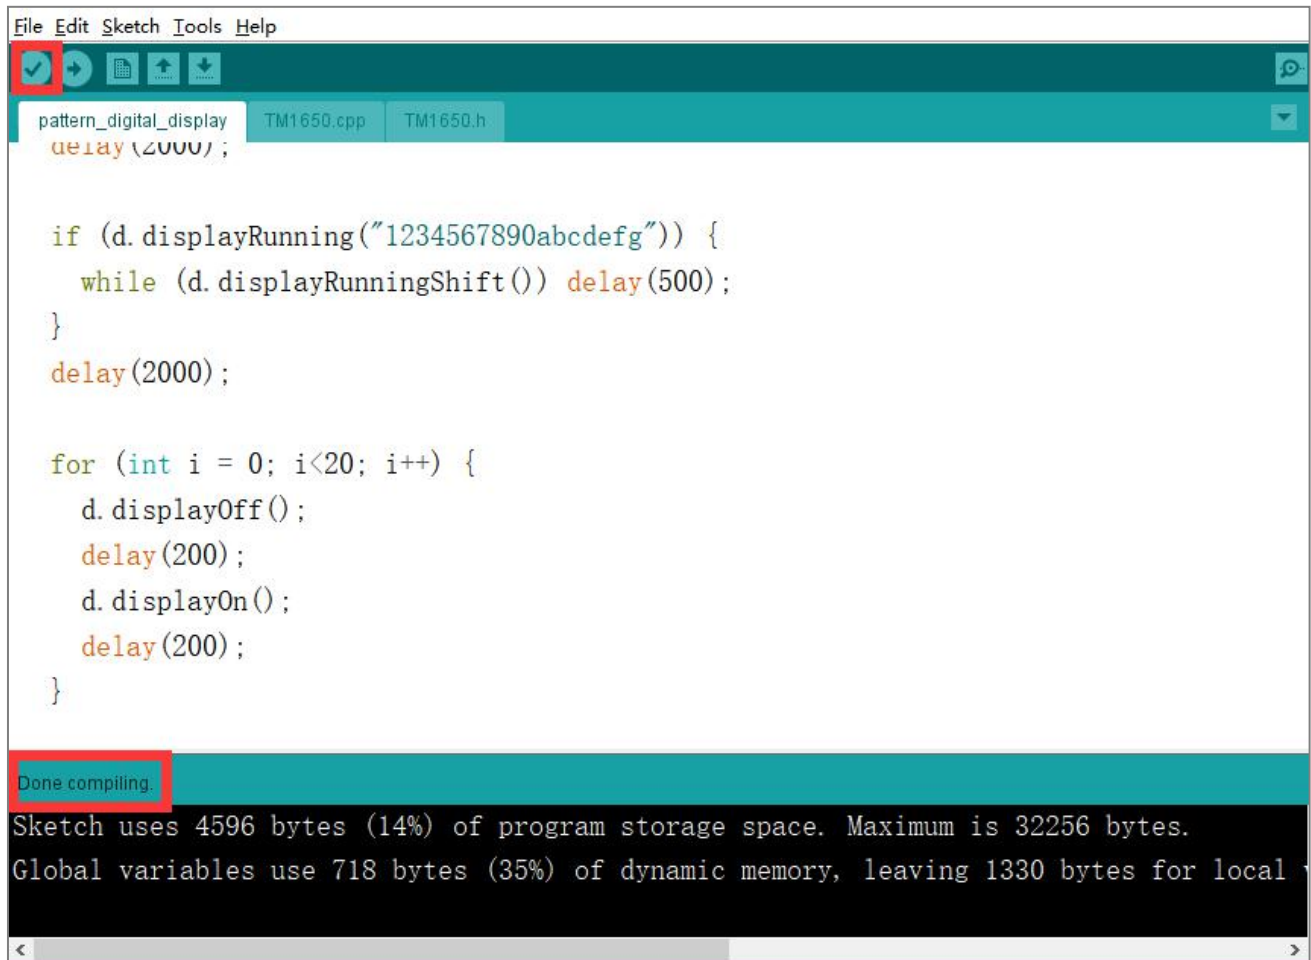 File Edit Sketch Tools Help
pattern_digital_display TM1650.cpp TM1650.h
delay(2000);
if (d.displayRunning("1234567890abcdefg")) {
while (d.displayRunningShift()) delay(500);
}
delay(2000);
for (int i = 0; i<20; i++) {
d.displayOff();
delay(200);
d.displayOn();
delay(200);
}
Done compiling.
Sketch uses 4596 bytes (14%) of program storage space. Maximum is 32256 bytes.
Global variables use 718 bytes (35%) of dynamic memory, leaving 1330 bytes for local